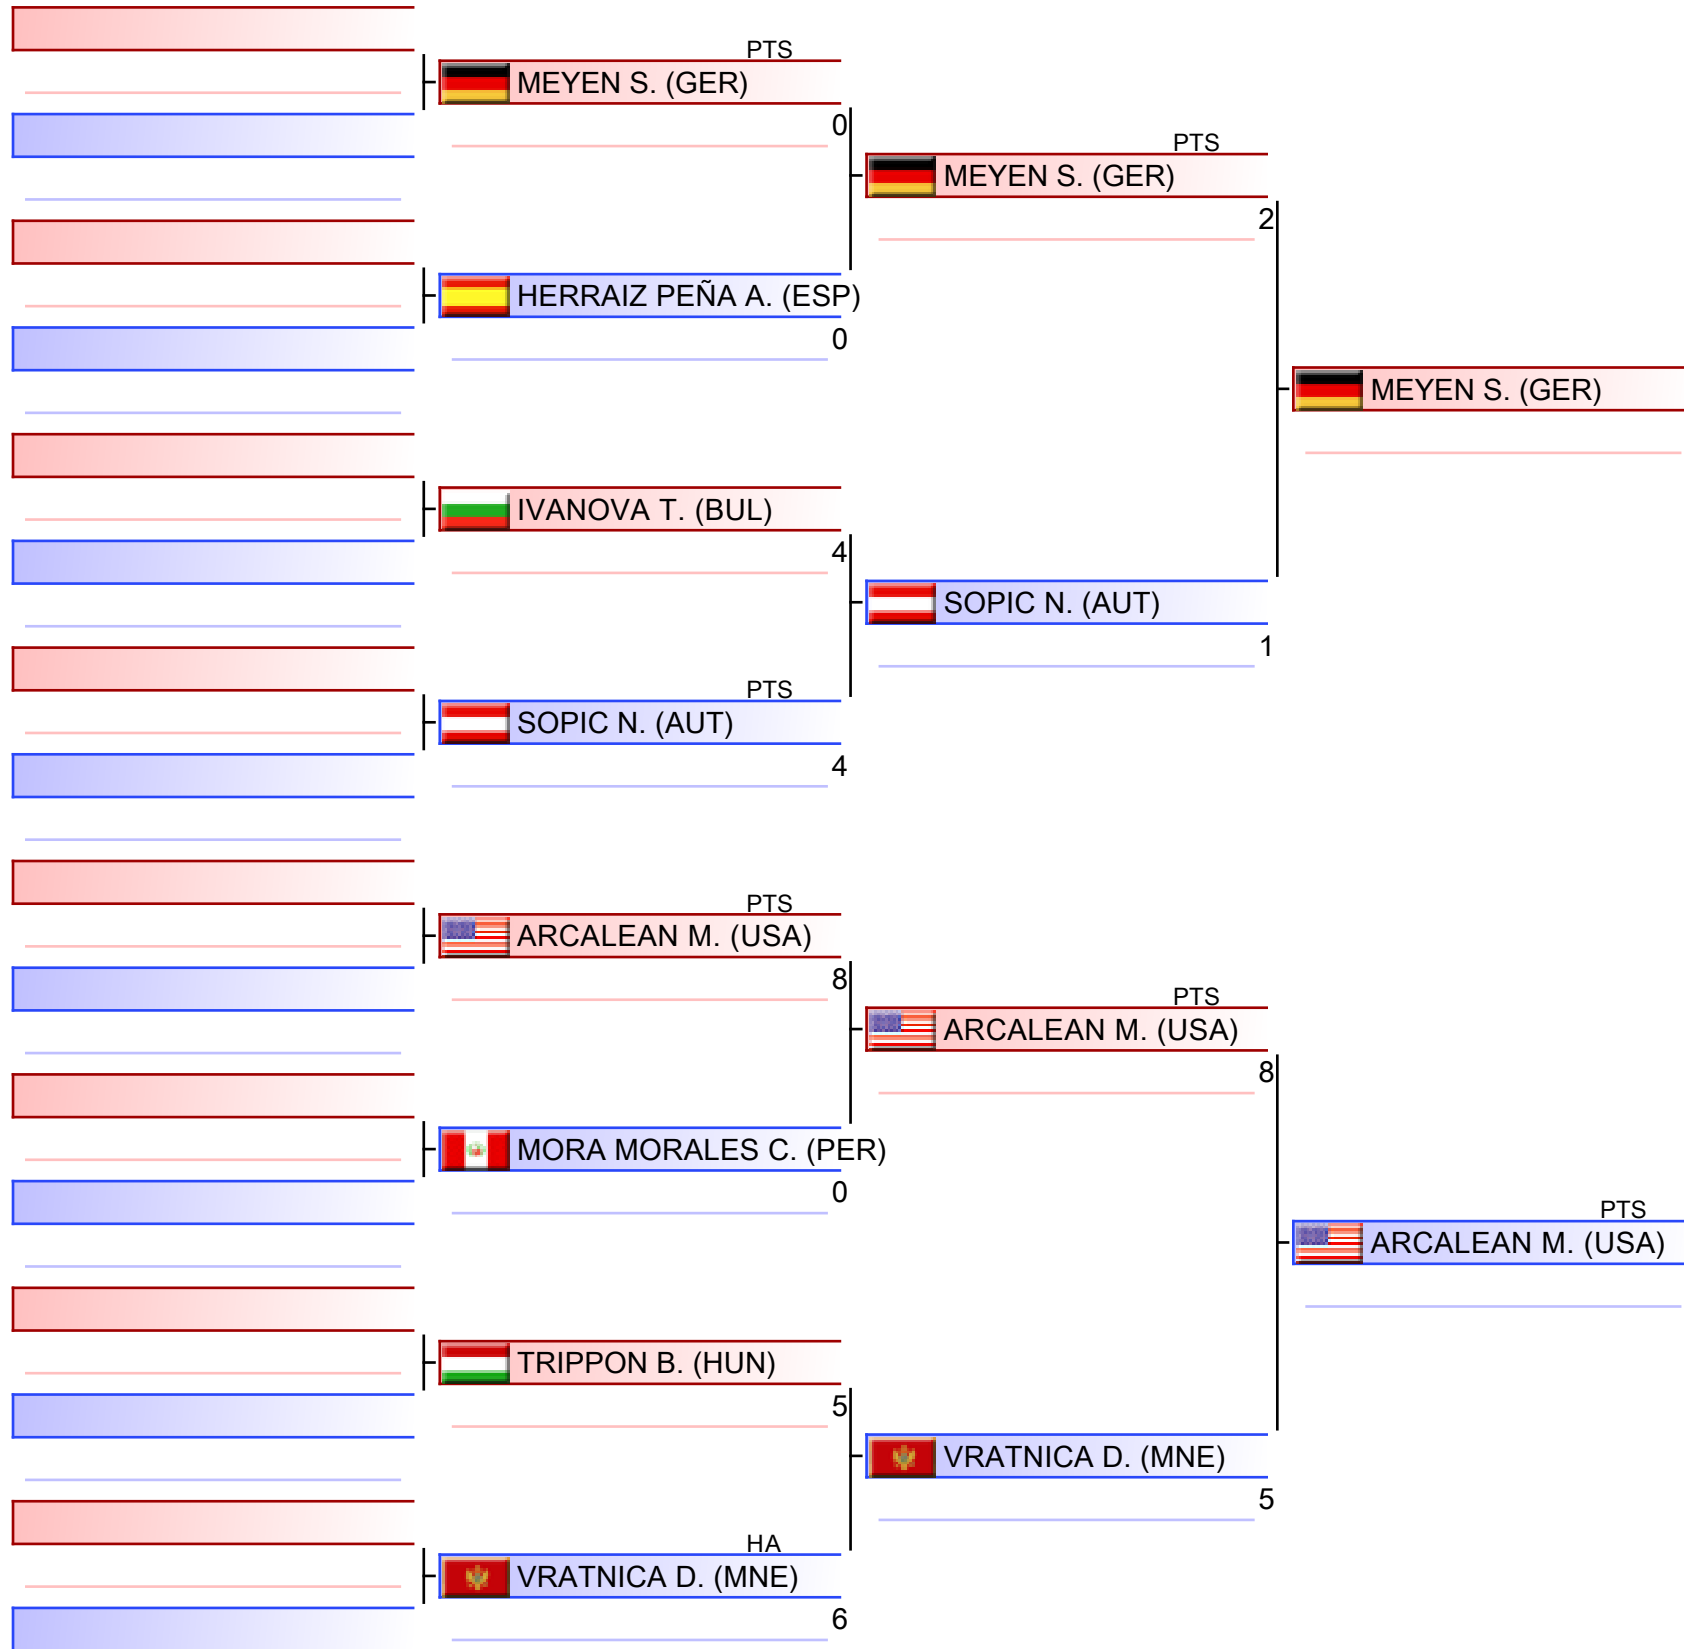 PTS
MEYEN S. (GER)
0
PTS
MEYEN S. (GER)
2
HERRAIZ PEÑA A. (ESP)
0
MEYEN S. (GER)
IVANOVA T. (BUL)
4
SOPIC N. (AUT)
1
PTS
SOPIC N. (AUT)
4
PTS
ARCALEAN M. (USA)
8
PTS
ARCALEAN M. (USA)
8
MORA MORALES C. (PER)
0
PTS
ARCALEAN M. (USA)
TRIPPON B. (HUN)
5
VRATNICA D. (MNE)
5
HA
VRATNICA D. (MNE)
6